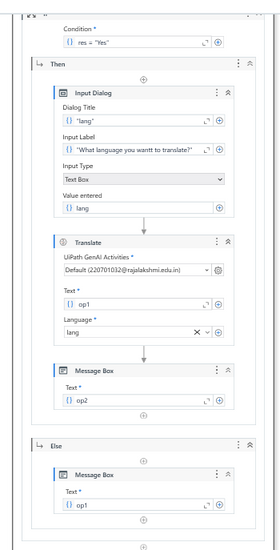 Condition *
res = "Yes"
Then
Input Dialog
Dialog Title
"lang"
Input Label
"What language you wantt to translate?"
Input Type
Text Box
Value entered
lang
Translate
UiPath GenAI Activities *
Default (220701032@rajalakshmi.edu.in)
Text *
op1
Language *
lang
Message Box
Text *
op2
Else
Message Box
Text *
op1